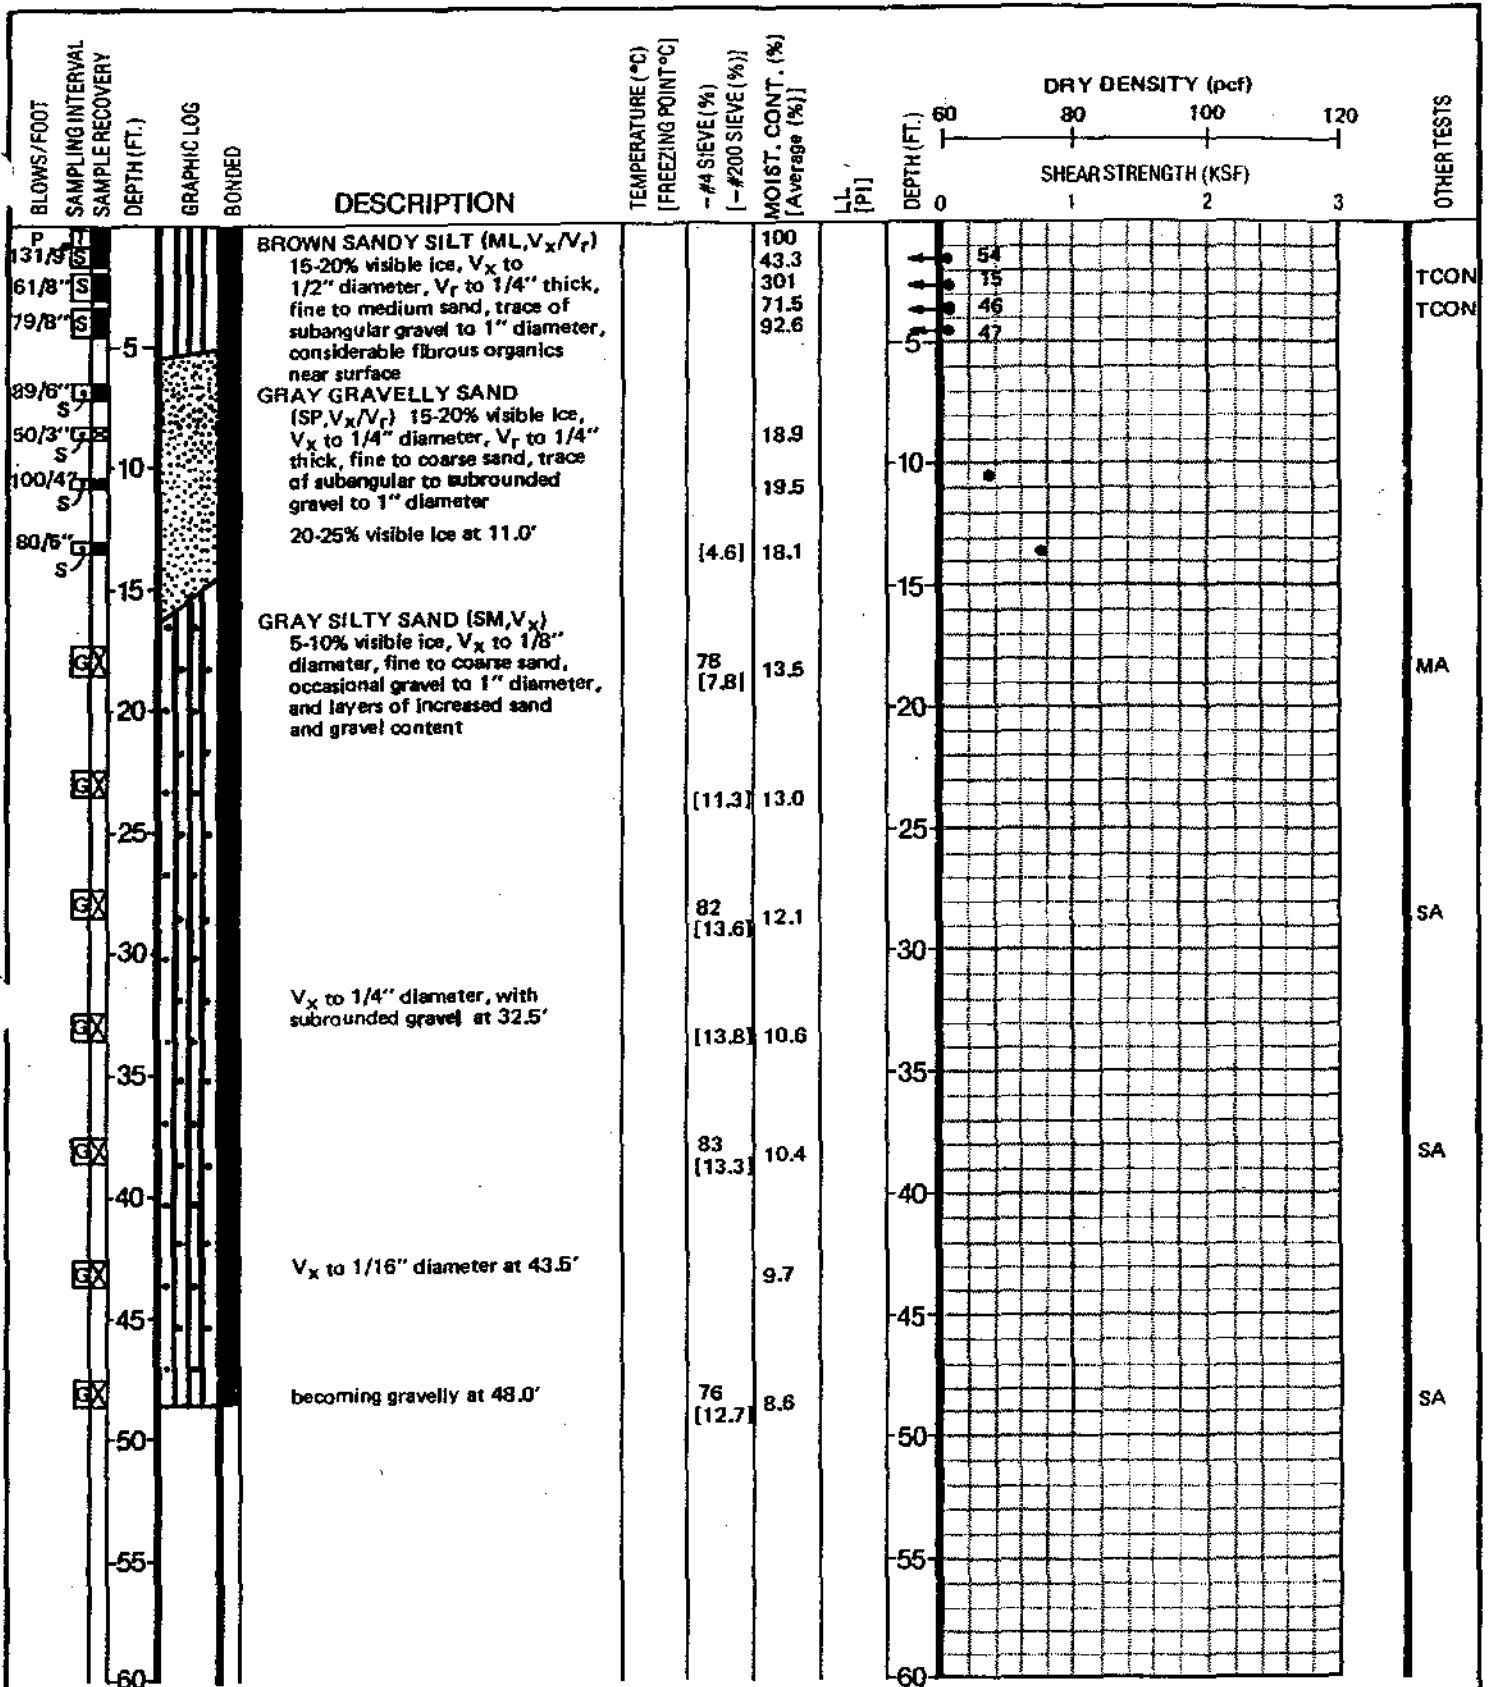 BLOWS/FOOT
SAMPLING INTERVAL
SAMPLE RECOVERY
DEPTH (FT.)
GRAPHIC LOG
BONDED
DESCRIPTION
TEMPERATURE (°C)
[FREEZING POINT °C]
-#4 SIEVE (%)
[-#200 SIEVE (%)]
MOIST. CONT. (%)
[Average (%)]
LL
[PI]
DEPTH (FT.)
DRY DENSITY (pcf)
60 80 100 120
SHEAR STRENGTH (KSF)
0 1 2 3
OTHER TESTS
P T
131/9" S
61/8" S
79/8" S
89/6"
S
50/3"
S
100/4"
S
80/6"
S
G X
G X
G X
G X
G X
G X
G X
5
10
15
20
25
30
35
40
45
50
55
60
BROWN SANDY SILT (ML,Vx/Vr)
15-20% visible ice, Vx to
1/2" diameter, Vr to 1/4" thick,
fine to medium sand, trace of
subangular gravel to 1" diameter,
considerable fibrous organics
near surface
GRAY GRAVELLY SAND
(SP,Vx/Vr) 15-20% visible ice,
Vx to 1/4" diameter, Vr to 1/4"
thick, fine to coarse sand, trace
of subangular to subrounded
gravel to 1" diameter
20-25% visible ice at 11.0'
GRAY SILTY SAND (SM,Vx)
5-10% visible ice, Vx to 1/8"
diameter, fine to coarse sand,
occasional gravel to 1" diameter,
and layers of increased sand
and gravel content
Vx to 1/4" diameter, with
subrounded gravel at 32.5'
Vx to 1/16" diameter at 43.5'
becoming gravelly at 48.0'
100
43.3
301
71.5
92.6
18.9
19.5
[4.6] 18.1
78
[7.8] 13.5
[11.3] 13.0
82
[13.6] 12.1
[13.8] 10.6
83
[13.3] 10.4
9.7
76
[12.7] 8.6
5
10
15
20
25
30
35
40
45
50
55
60
54
15
46
47
TCON
TCON
MA
SA
SA
SA